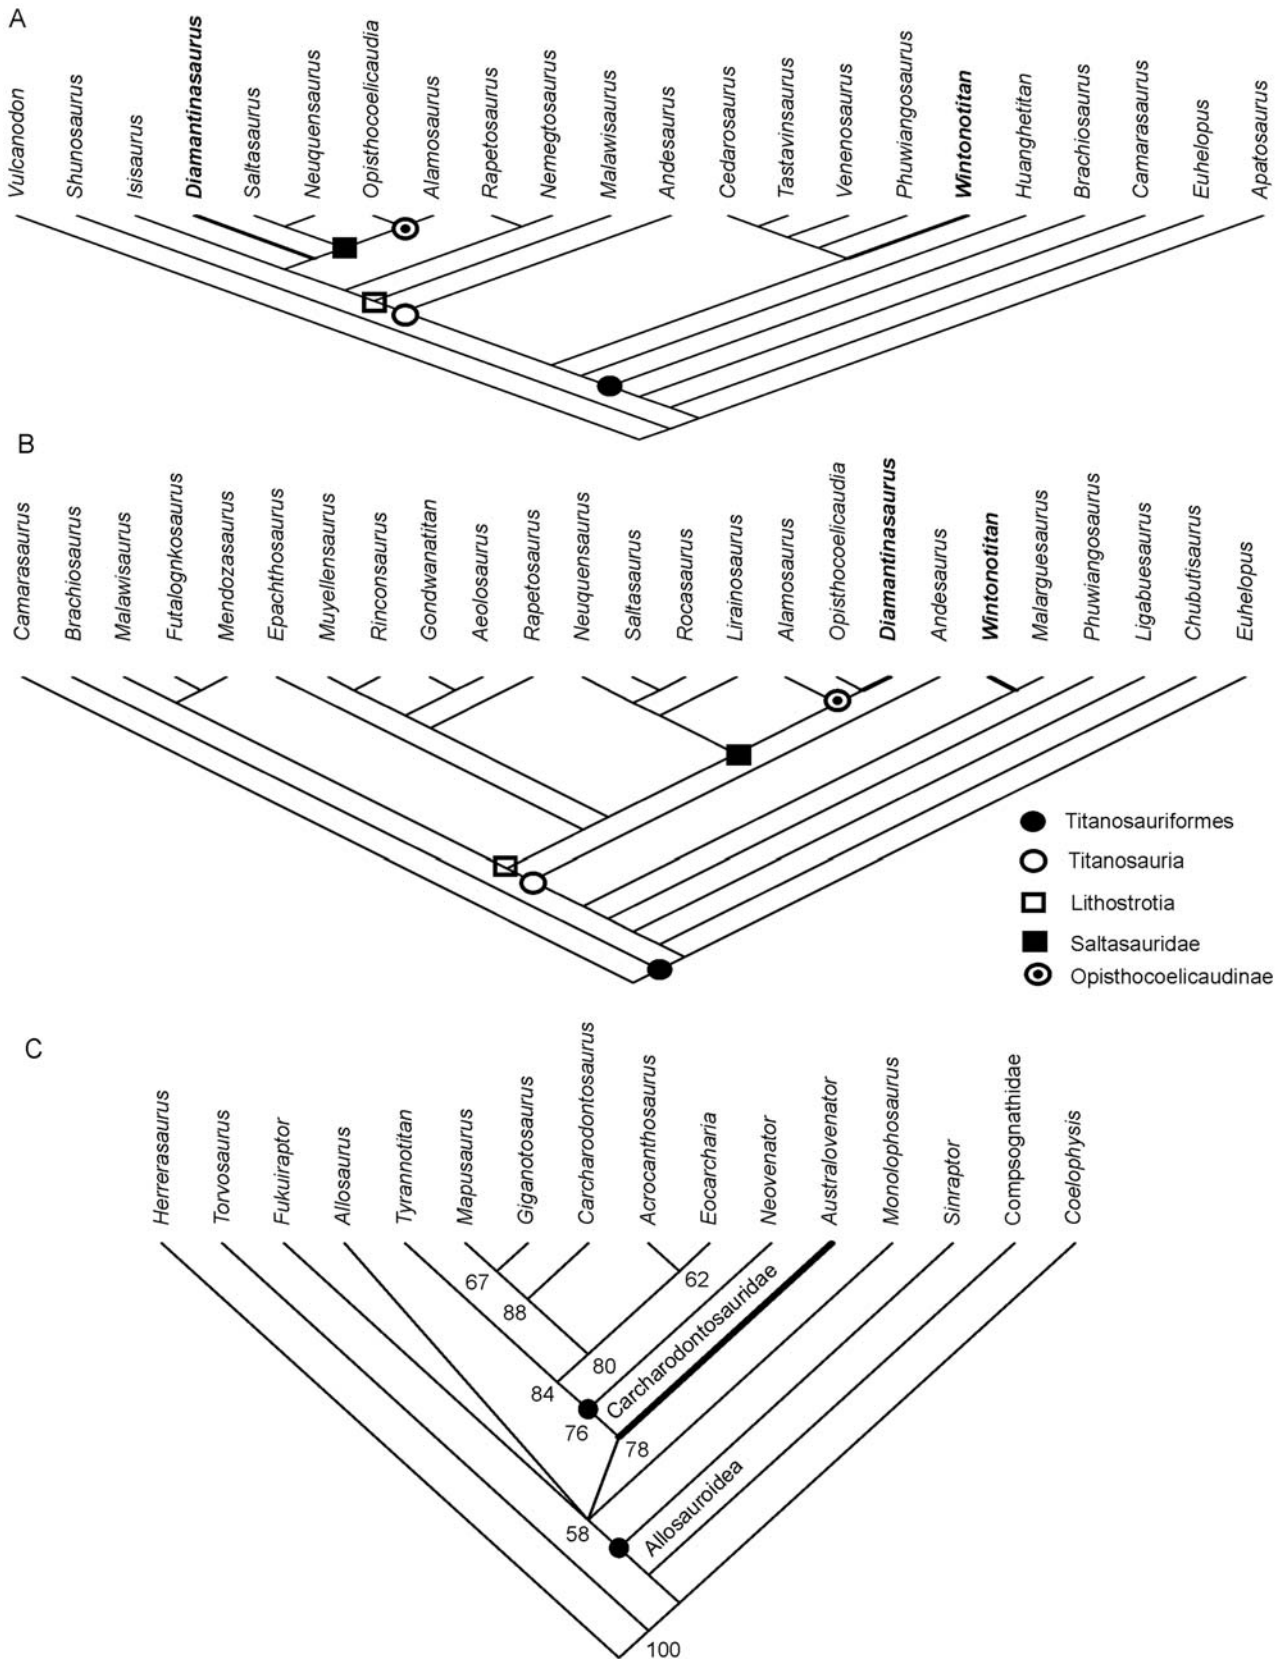 A
Vulcanodon
Shunosaurus
Isisaurus
Diamantinasaurus
Saltasaurus
Neuquensaurus
Opisthocoelicaudia
Alamosaurus
Rapetosaurus
Nemegtosaurus
Malawisaurus
Andesaurus
Cedarosaurus
Tastavinsaurus
Venenosaurus
Phuwiangosaurus
Wintonotitan
Huanghetitan
Brachiosaurus
Camarasaurus
Euhelopus
Apatosaurus
B
Camarasaurus
Brachiosaurus
Malawisaurus
Futalognkosaurus
Mendozasaurus
Epachthosaurus
Muyellensaurus
Rinconsaurus
Gondwanatitan
Aeolosaurus
Rapetosaurus
Neuquensaurus
Saltasaurus
Rocasaurus
Lirainosaurus
Alamosaurus
Opisthocoelicaudia
Diamantinasaurus
Andesaurus
Wintonotitan
Malarguesaurus
Phuwiangosaurus
Ligabuesaurus
Chubutisaurus
Euhelopus
Titanosauriformes
Titanosauria
Lithostrotia
Saltasauridae
Opisthocoelicaudinae
C
Herrerasaurus
Torvosaurus
Fukuiraptor
Allosaurus
Tyrannotitan
Mapusaurus
Giganotosaurus
Carcharodontosaurus
Acrocanthosaurus
Eocarcharia
Neovenator
Australovenator
Monolophosaurus
Sinraptor
Compsognathidae
Coelophysis
67
62
88
80
84
Carcharodontosauridae
76
78
58
Allosauroidea
100